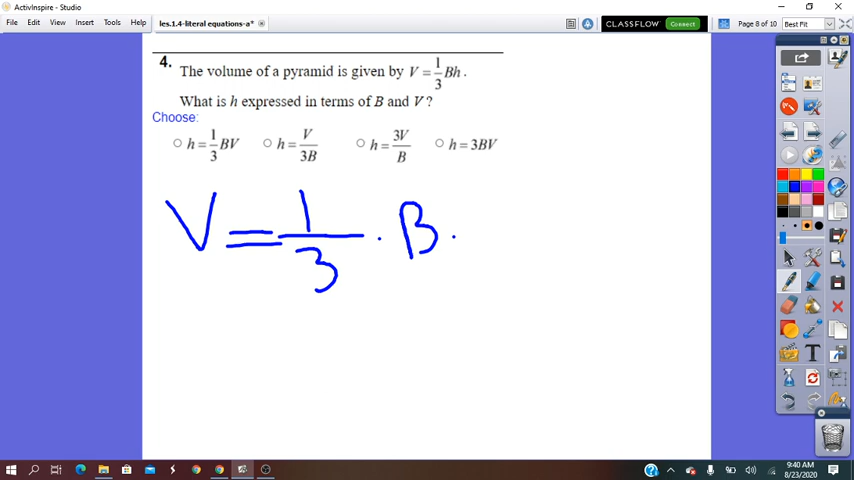 ActivInspire - Studio
File Edit View Insert Tools Help
les.1.4-literal equations-a*
CLASSFLOW Connect
Page 8 of 10
Best Fit
4. The volume of a pyramid is given by V = 1/3 Bh.
What is h expressed in terms of B and V?
Choose:
h = 1/3 BV h = V/3B h = 3V/B h = 3BV
V = 1/3 · B ·
9:40 AM
8/23/2020